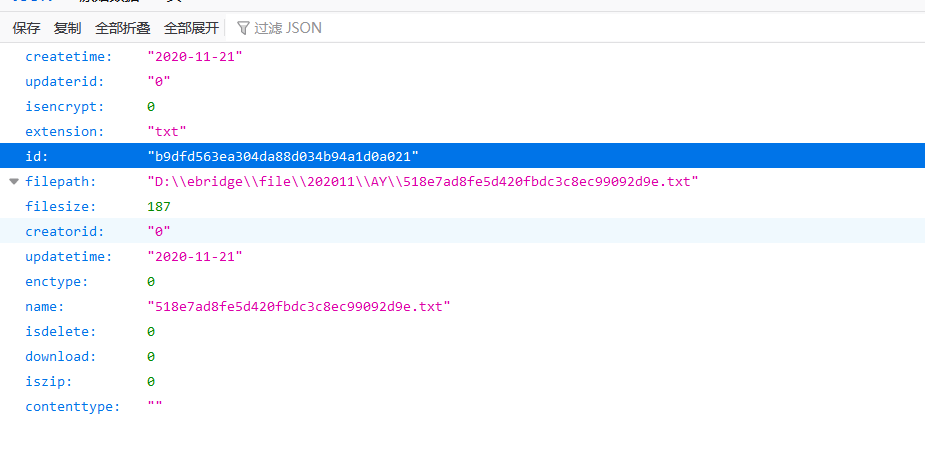 保存 复制 全部折叠 全部展开 过滤 JSON
createtime: "2020-11-21"
updaterid: "0"
isencrypt: 0
extension: "txt"
id: "b9dfd563ea304da88d034b94a1d0a021"
filepath: "D:\\ebridge\\file\\202011\\AY\\518e7ad8fe5d420fbdc3c8ec99092d9e.txt"
filesize: 187
creatorid: "0"
updatetime: "2020-11-21"
enctype: 0
name: "518e7ad8fe5d420fbdc3c8ec99092d9e.txt"
isdelete: 0
download: 0
iszip: 0
contenttype: ""